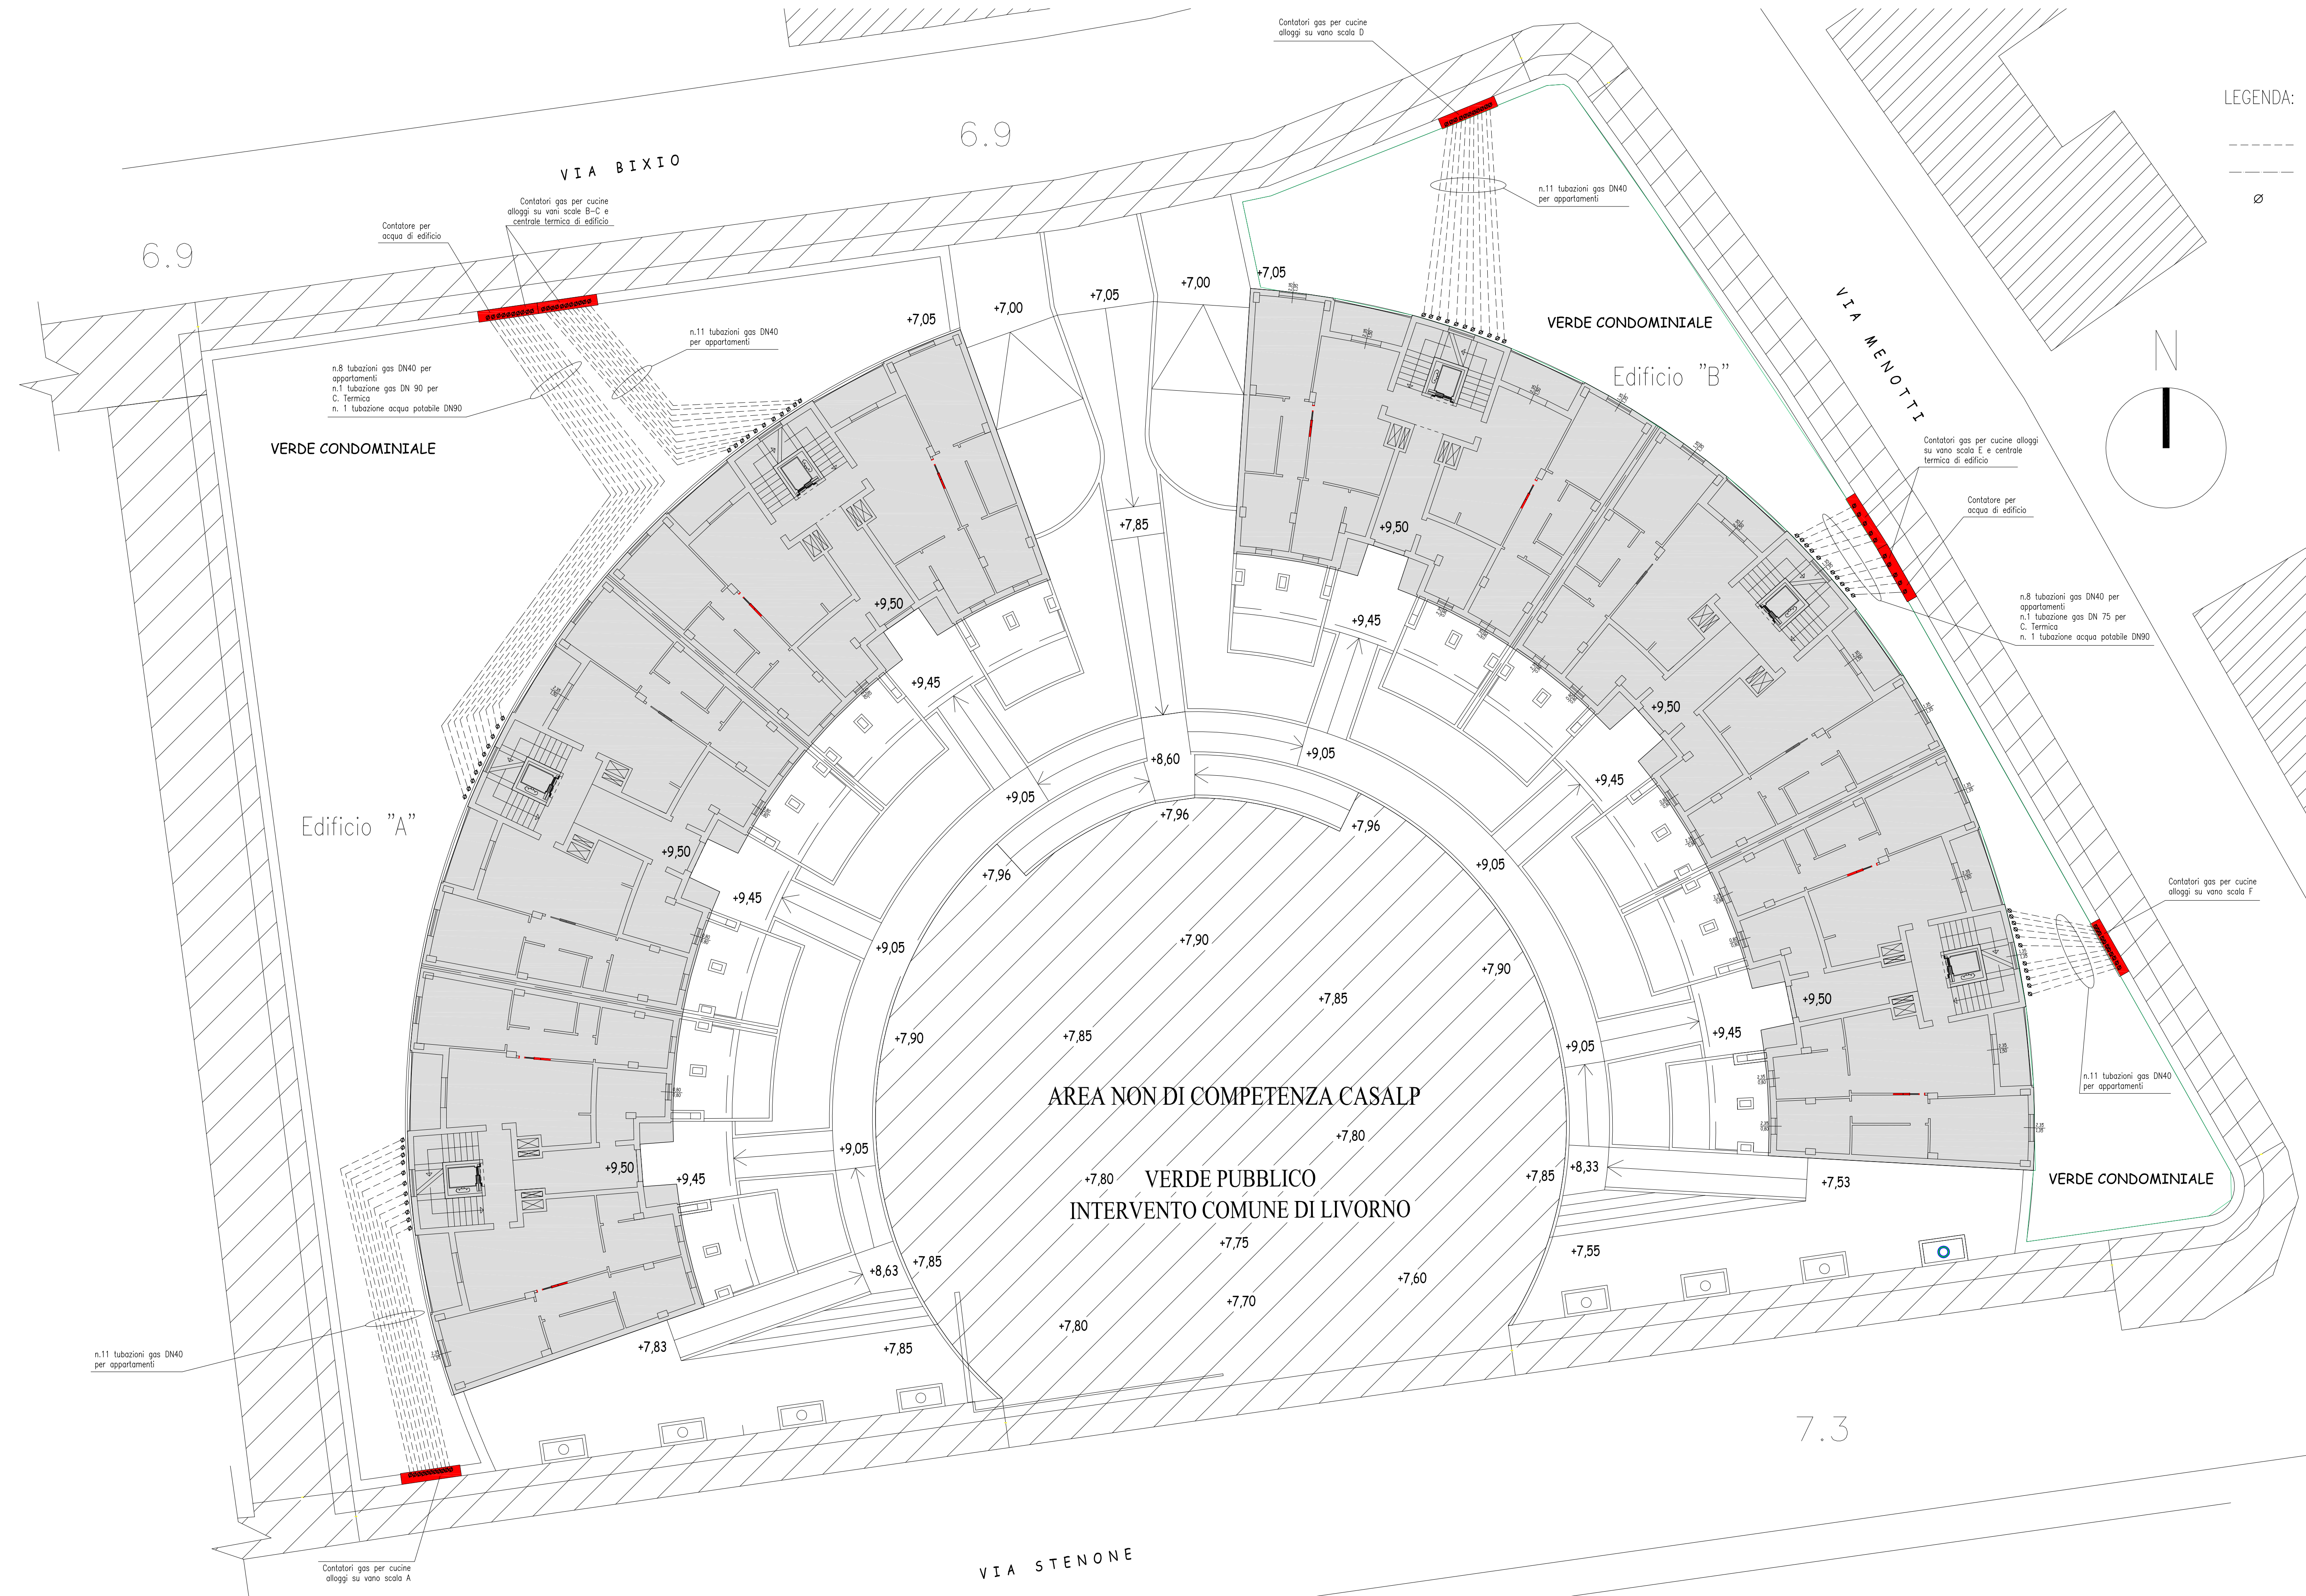 Contatori gas per cucine
alloggi su vano scala D
LEGENDA:
6.9
VIA BIXIO
n.11 tubazioni gas DN40
per appartamenti
Contatori gas per cucine
alloggi su vani scale B-C e
centrale termica di edificio
Contatore per
acqua di edificio
6.9
+7,05
+7,00
+7,05
+7,00
+7,05
VERDE CONDOMINIALE
VIA MENOTTI
N
n.11 tubazioni gas DN40
per appartamenti
n.8 tubazioni gas DN40 per
appartamenti
n.1 tubazione gas DN 90 per
C. Termica
n. 1 tubazione acqua potabile DN90
Edificio "B"
VERDE CONDOMINIALE
Contatori gas per cucine alloggi
su vano scala E e centrale
termica di edificio
Contatore per
acqua di edificio
+7,85
+9,50
+9,50
+9,45
+9,45
+9,50
n.8 tubazioni gas DN40 per
appartamenti
n.1 tubazione gas DN 75 per
C. Termica
n. 1 tubazione acqua potabile DN90
+8,60
+9,05
+9,05
+9,45
+7,96
+7,96
Edificio "A"
+9,50
+7,96
+9,05
+9,45
Contatori gas per cucine
alloggi su vano scala F
+9,05
+7,90
+7,90
+7,85
+9,50
+7,90
+7,85
+9,05
+9,45
n.11 tubazioni gas DN40
per appartamenti
AREA NON DI COMPETENZA CASALP
+7,80
+9,05
+9,50
+9,45
+7,80
VERDE PUBBLICO
+7,85
+8,33
+7,53
VERDE CONDOMINIALE
INTERVENTO COMUNE DI LIVORNO
+7,75
+7,55
+7,85
+8,63
+7,60
+7,70
+7,80
+7,83
+7,85
n.11 tubazioni gas DN40
per appartamenti
7.3
VIA STENONE
Contatori gas per cucine
alloggi su vano scala A